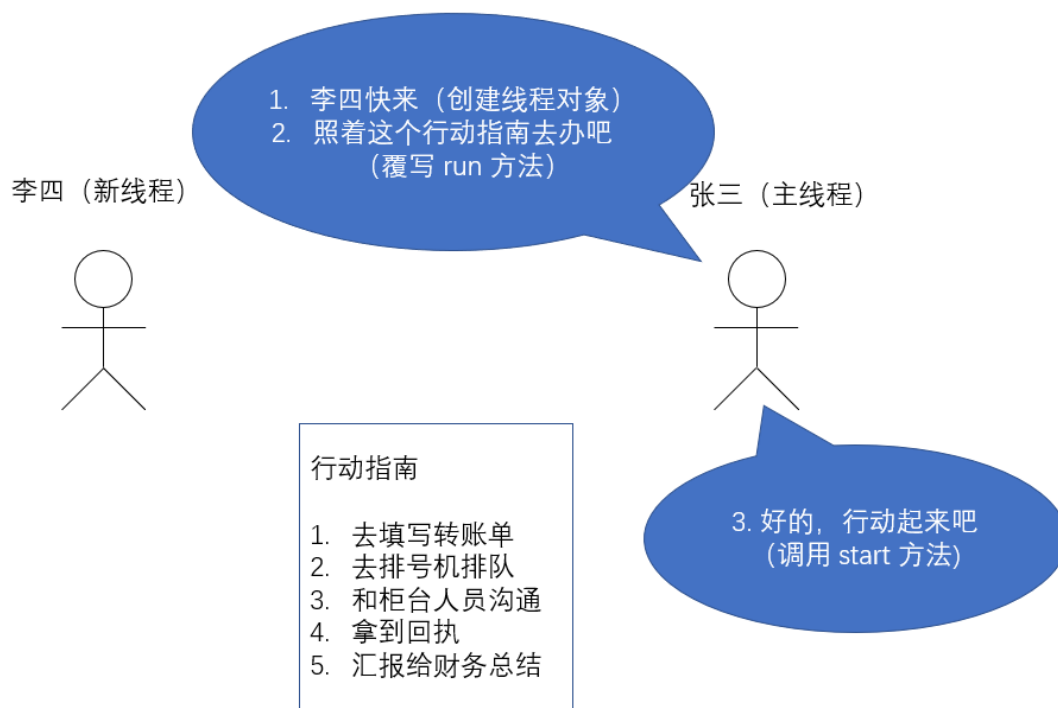 1. 李四快来（创建线程对象）
2. 照着这个行动指南去办吧
（覆写 run 方法）
李四（新线程）
张三（主线程）
行动指南
1. 去填写转账单
2. 去排号机排队
3. 和柜台人员沟通
4. 拿到回执
5. 汇报给财务总结
3. 好的，行动起来吧
（调用 start 方法)